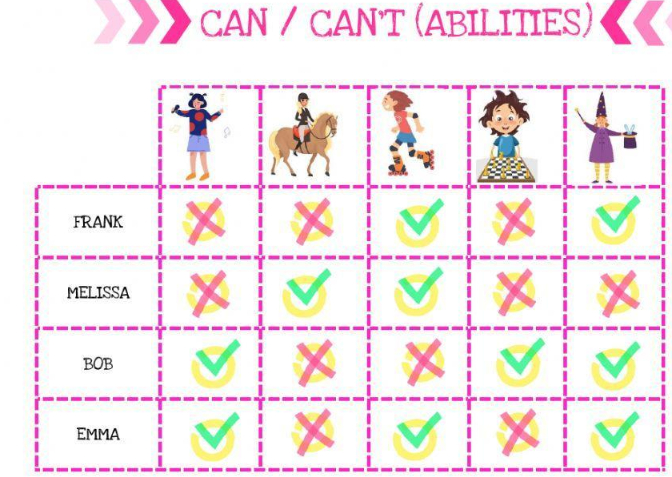 CAN / CAN'T (ABILITIES)
FRANK
MELISSA
BOB
EMMA